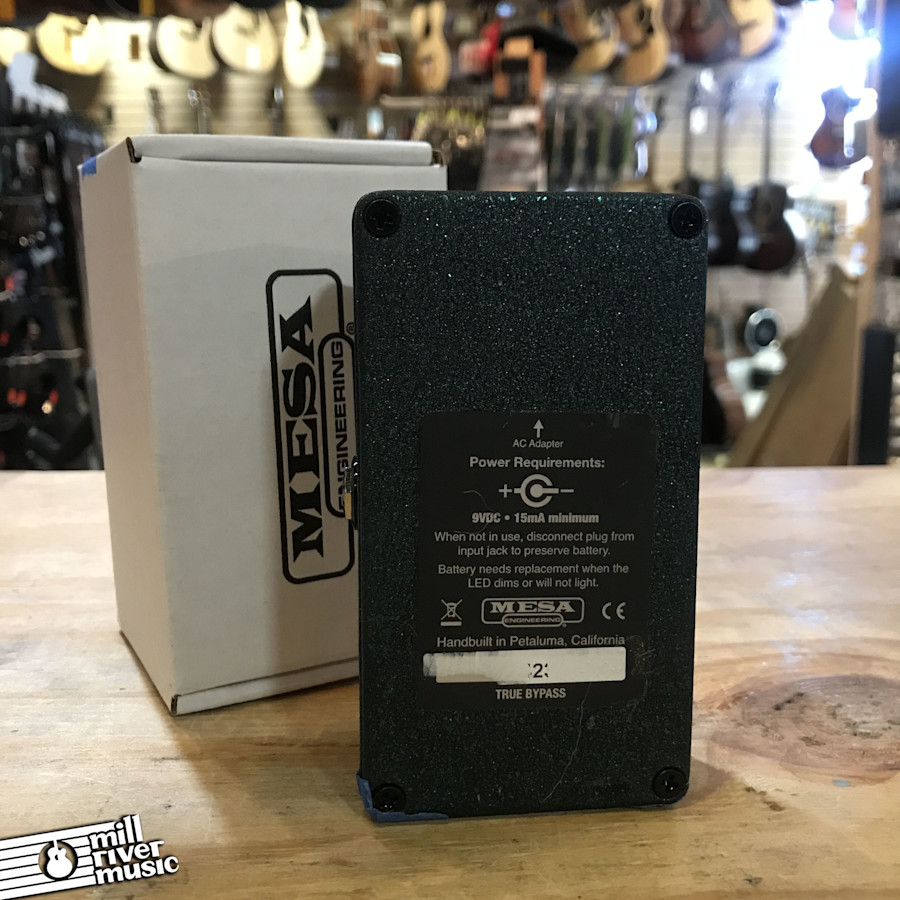 MESA
ENGINEERING
®
AC Adapter
Power Requirements:
+ -
9VDC • 15mA minimum
When not in use, disconnect plug from
input jack to preserve battery.
Battery needs replacement when the
LED dims or will not light.
MESA
ENGINEERING
®
CE
Handbuilt in Petaluma, California
TRUE BYPASS
mill
river
music